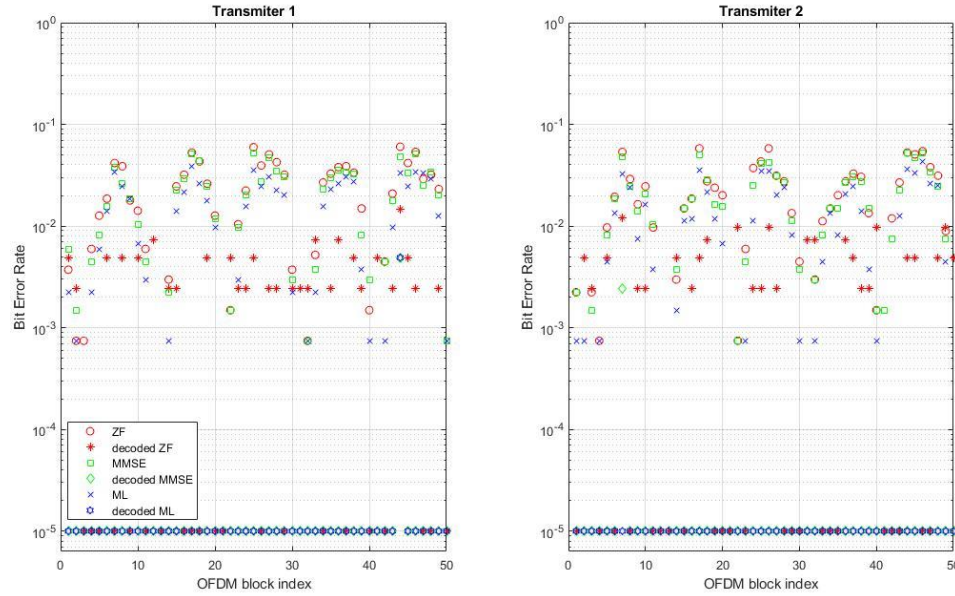 Transmiter 1
10^0
10^-1
10^-2
10^-3
10^-4
10^-5
Bit Error Rate
0 10 20 30 40 50
OFDM block index
ZF
decoded ZF
MMSE
decoded MMSE
ML
decoded ML
Transmiter 2
10^0
10^-1
10^-2
10^-3
10^-4
10^-5
Bit Error Rate
0 10 20 30 40 50
OFDM block index